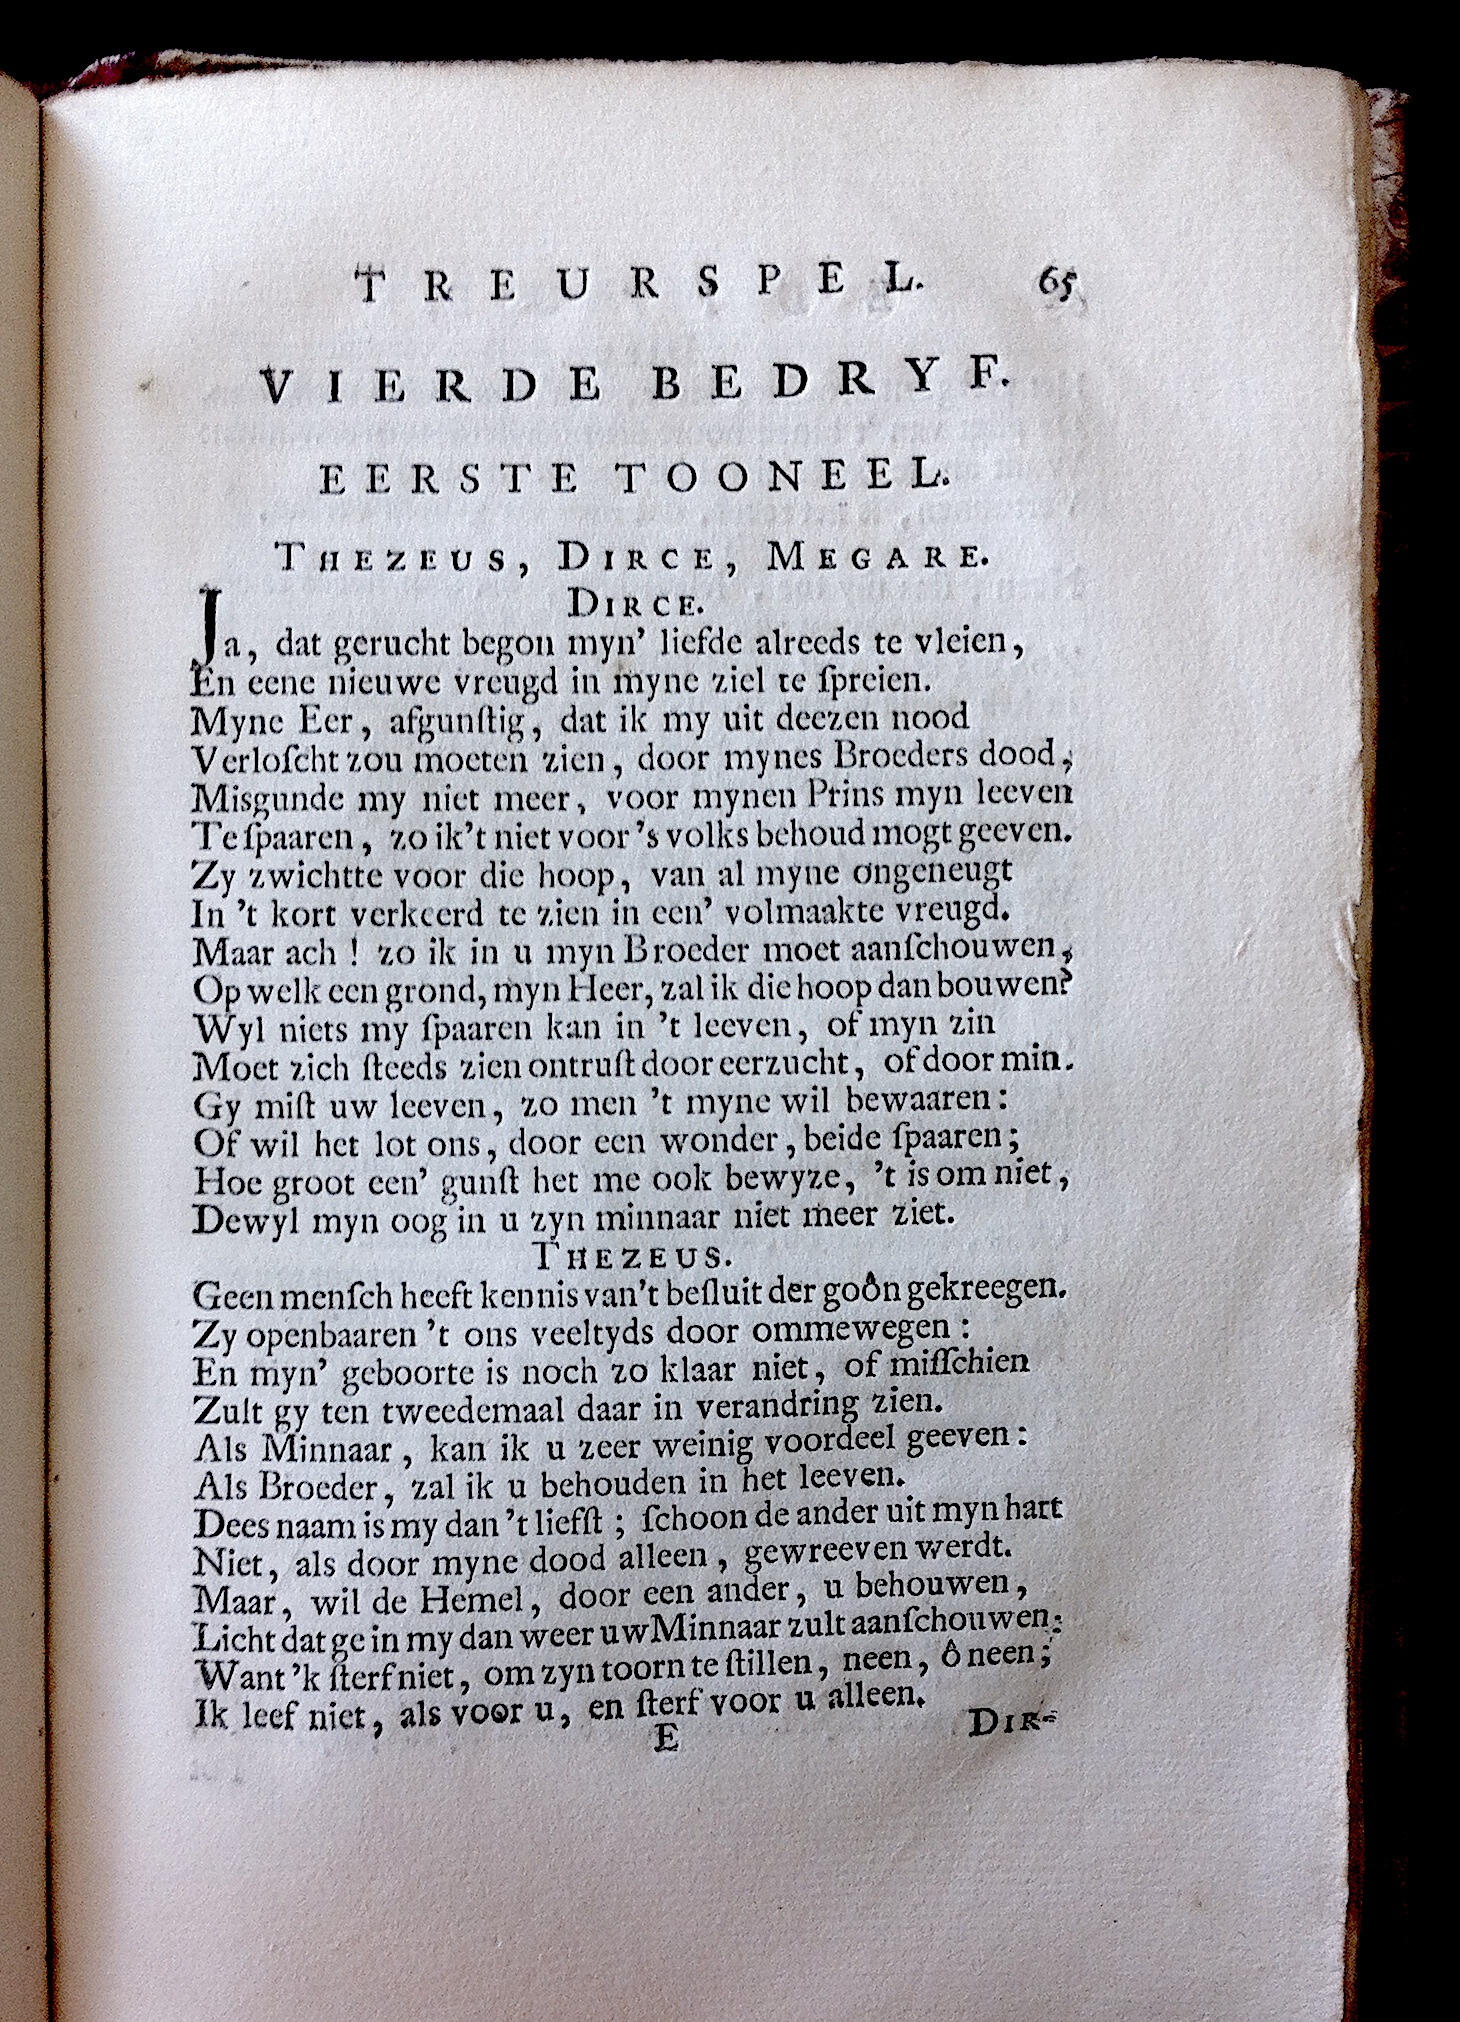 TREURSPEL. 65
VIERDE BEDRYF.
EERSTE TOONEEL.
THEZEUS, DIRCE, MEGARE.
DIRCE.
Ja, dat gerucht begon myn’ liefde alreeds te vleien,
En eene nieuwe vreugd in myne ziel te ſpreien.
Myne Eer, afgunſtig, dat ik my uit deezen nood
Verloſcht zou moeten zien, door mynes Broeders dood,
Misgunde my niet meer, voor mynen Prins myn leeven
Te ſpaaren, zo ik’t niet voor ’s volks behoud mogt geeven.
Zy zwichtte voor die hoop, van al myne ongeneugt
In ’t kort verkeerd te zien in een’ volmaakte vreugd.
Maar ach! zo ik in u myn Broeder moet aanſchouwen,
Op welk een grond, myn Heer, zal ik die hoop dan bouwen?
Wyl niets my ſpaaren kan in ’t leeven, of myn zin
Moet zich ſteeds zien ontruſt door eerzucht, of door min.
Gy miſt uw leeven, zo men ’t myne wil bewaaren:
Of wil het lot ons, door een wonder, beide ſpaaren;
Hoe groot een’ gunſt het me ook bewyze, ’t is om niet,
Dewyl myn oog in u zyn minnaar niet meer ziet.
THEZEUS.
Geen menſch heeft kennis van’t beſluit der goôn gekreegen.
Zy openbaaren ’t ons veeltyds door ommewegen:
En myn’ geboorte is noch zo klaar niet, of miſſchien
Zult gy ten tweedemaal daar in verandring zien.
Als Minnaar, kan ik u zeer weinig voordeel geeven:
Als Broeder, zal ik u behouden in het leeven.
Dees naam is my dan ’t liefſt; ſchoon de ander uit myn hart
Niet, als door myne dood alleen, gewreeven werdt.
Maar, wil de Hemel, door een ander, u behouwen,
Licht dat ge in my dan weer uw Minnaar zult aanſchouwen:
Want ’k ſterf niet, om zyn toorn te ſtillen, neen, ô neen;
Ik leef niet, als voor u, en ſterf voor u alleen.
E DIR-